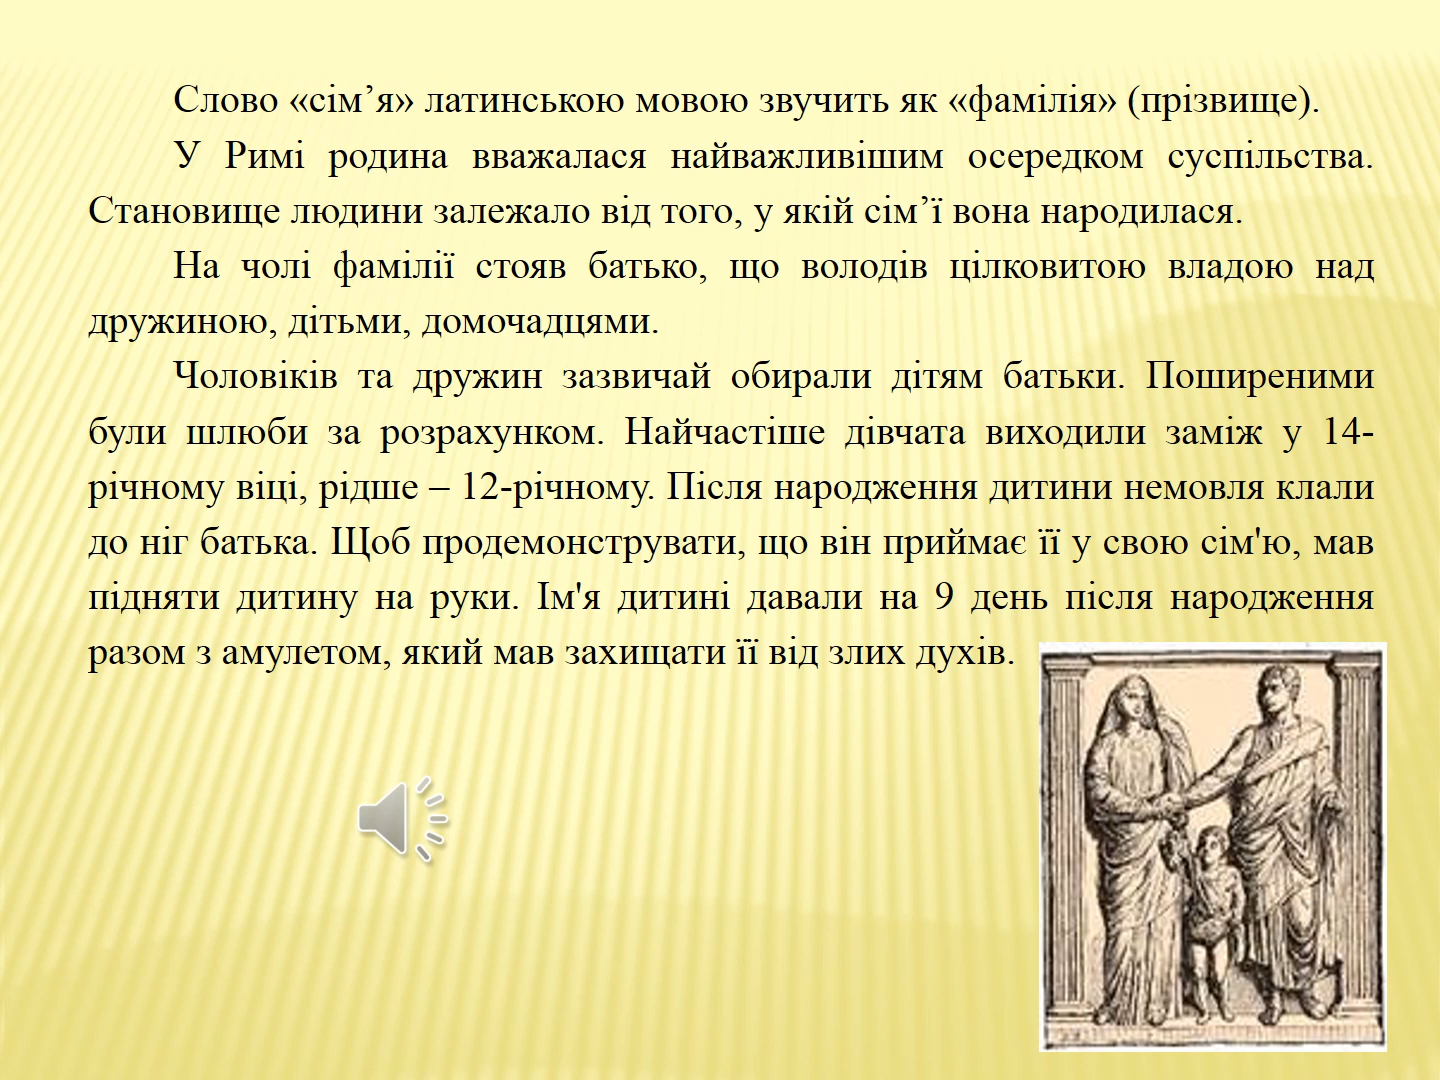 Слово «сім’я» латинською мовою звучить як «фамілія» (прізвище).
У Римі родина вважалася найважливішим осередком суспільства.
Становище людини залежало від того, у якій сім’ї вона народилася.
На чолі фамілії стояв батько, що володів цілковитою владою над
дружиною, дітьми, домочадцями.
Чоловіків та дружин зазвичай обирали дітям батьки. Поширеними
були шлюби за розрахунком. Найчастіше дівчата виходили заміж у 14-
річному віці, рідше – 12-річному. Після народження дитини немовля клали
до ніг батька. Щоб продемонструвати, що він приймає її у свою сім'ю, мав
підняти дитину на руки. Ім'я дитині давали на 9 день після народження
разом з амулетом, який мав захищати її від злих духів.